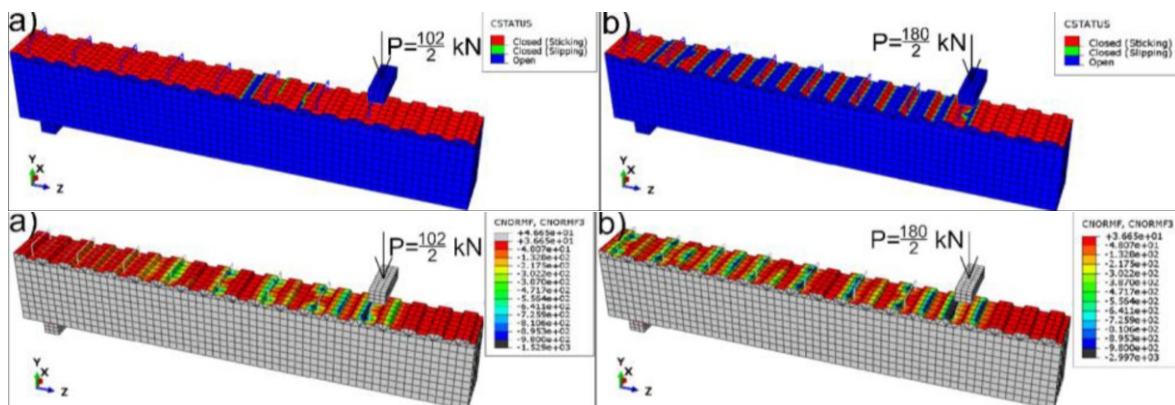 a)
P=102/2 kN
CSTATUS
Closed (Sticking)
Closed (Slipping)
Open
Y
X
Z
b)
P=180/2 kN
CSTATUS
Closed (Sticking)
Closed (Slipping)
Open
Y
X
Z
a)
P=102/2 kN
CNORMF, CNORMF3
+4.665e+01
+3.665e+01
-4.807e+01
-1.328e+02
-2.175e+02
-3.022e+02
-3.870e+02
-4.717e+02
-5.564e+02
-6.411e+02
-7.259e+02
-8.106e+02
-8.953e+02
-9.800e+02
-1.529e+03
Y
X
Z
b)
P=180/2 kN
CNORMF, CNORMF3
+3.665e+01
-4.807e+01
-1.328e+02
-2.175e+02
-3.022e+02
-3.870e+02
-4.717e+02
-5.564e+02
-6.411e+02
-7.259e+02
-8.106e+02
-8.953e+02
-9.800e+02
-2.997e+03
Y
X
Z